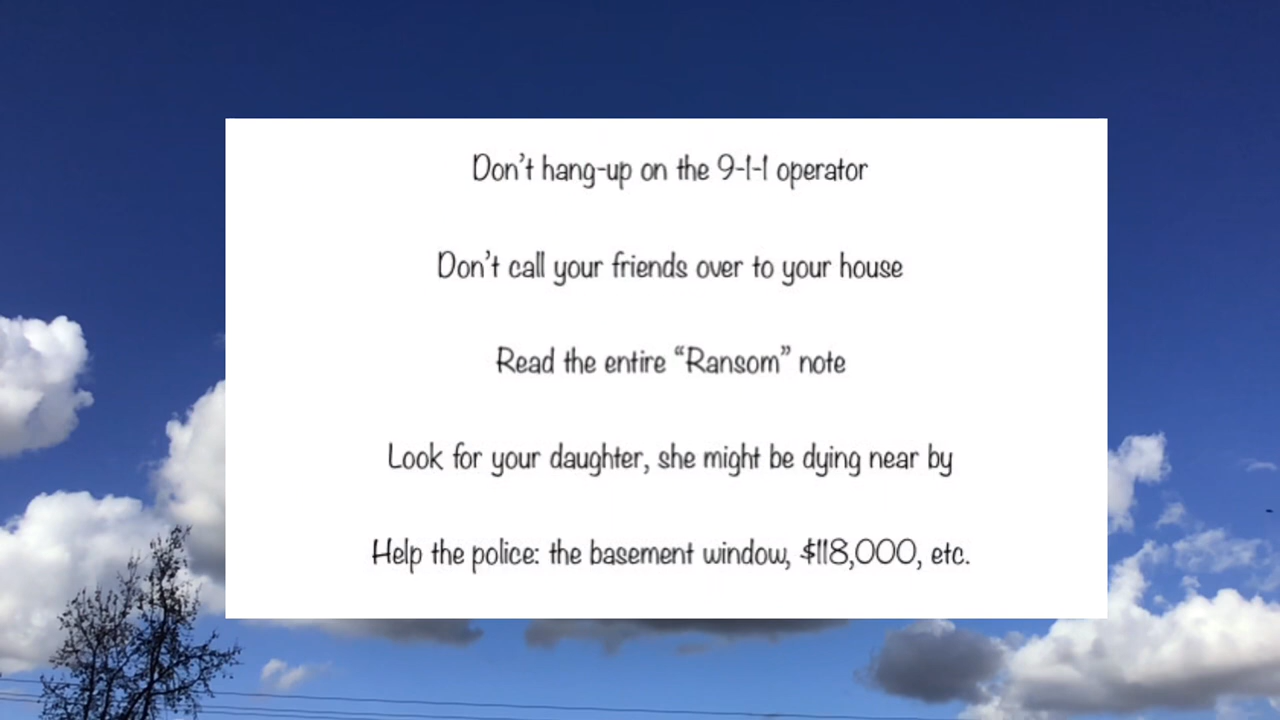 Don't hang-up on the 9-1-1 operator
Don't call your friends over to your house
Read the entire “Ransom” note
Look for your daughter, she might be dying near by
Help the police: the basement window, $118,000, etc.